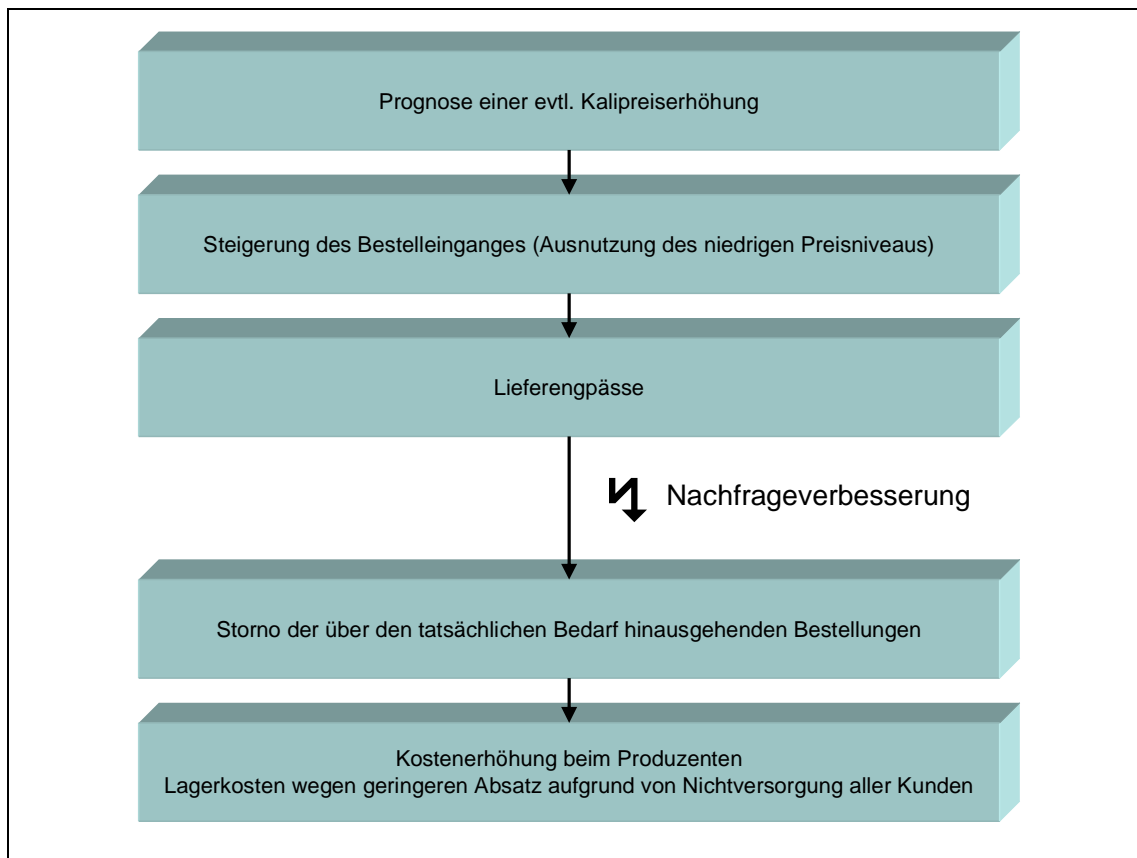 Prognose einer evtl. Kalipreiserhöhung
Steigerung des Bestelleinganges (Ausnutzung des niedrigen Preisniveaus)
Lieferengpässe
Nachfrageverbesserung
Storno der über den tatsächlichen Bedarf hinausgehenden Bestellungen
Kostenerhöhung beim Produzenten
Lagerkosten wegen geringeren Absatz aufgrund von Nichtversorgung aller Kunden